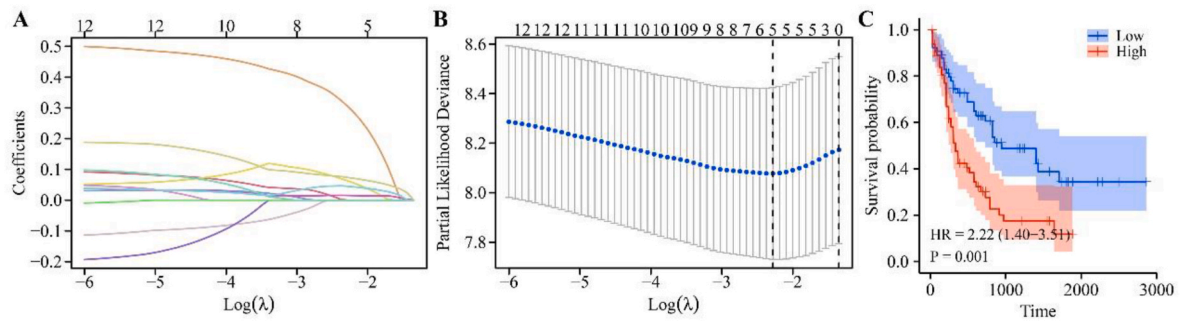 A
12 12 10 8 5
0.5
0.4
0.3
0.2
0.1
0.0
−0.1
−0.2
Coefficients
−6 −5 −4 −3 −2
Log(λ)
B
12 12 12 11 11 11 10 10 10 9 9 8 8 7 6 5 5 5 5 3 0
8.6
8.4
8.2
8.0
7.8
Partial Likelihood Deviance
−6 −5 −4 −3 −2
Log(λ)
C
1.0
0.8
0.6
0.4
0.2
0.0
Survival probability
Low
High
HR = 2.22 (1.40−3.51)
P = 0.001
0 1000 2000 3000
Time